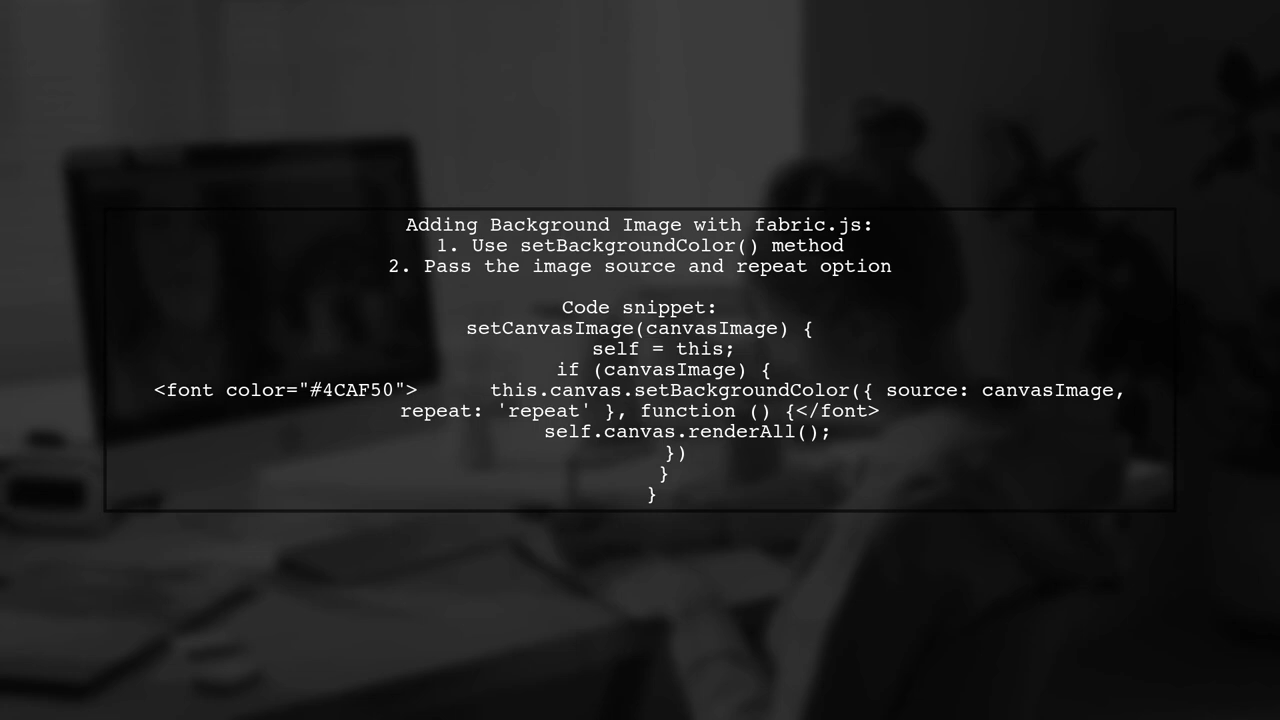 Adding Background Image with fabric.js:
1. Use setBackgroundColor() method
2. Pass the image source and repeat option
Code snippet:
setCanvasImage(canvasImage) {
self = this;
if (canvasImage) {
<font color="#4CAF50">      this.canvas.setBackgroundColor({ source: canvasImage,
repeat: 'repeat' }, function () {</font>
self.canvas.renderAll();
})
}
}